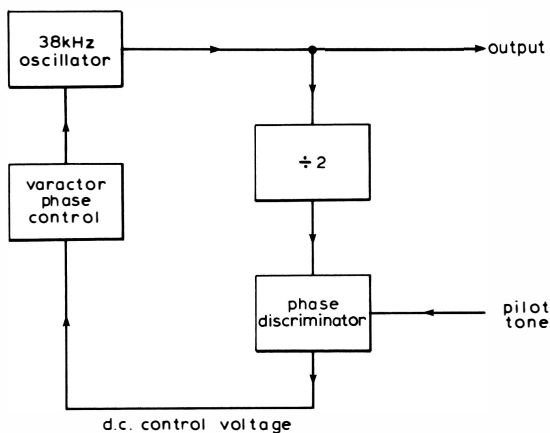 38kHz
oscillator
output
÷2
varactor
phase
control
phase
discriminator
pilot
tone
d.c. control voltage